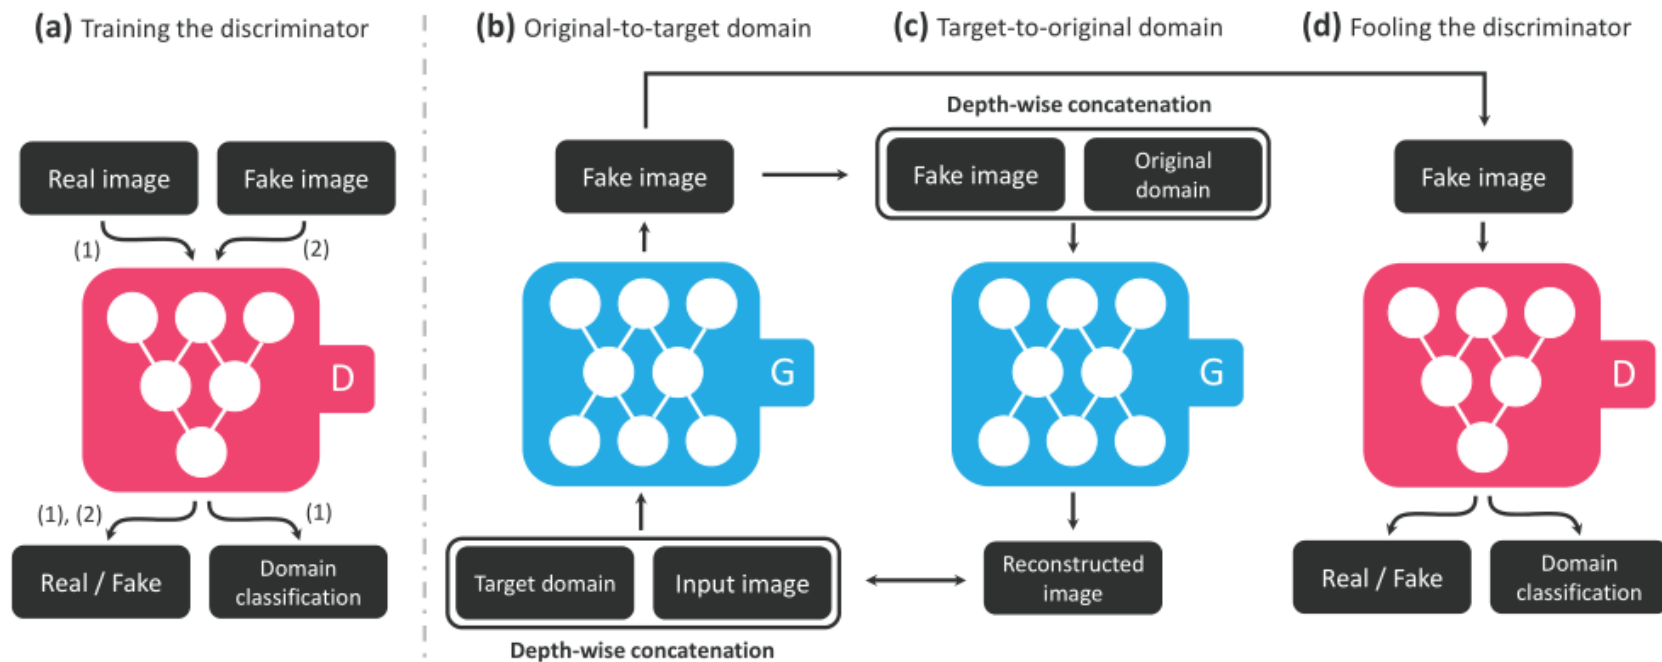 (a) Training the discriminator
(b) Original-to-target domain
(c) Target-to-original domain
(d) Fooling the discriminator
Real image
Fake image
(1)
(2)
D
(1), (2)
(1)
Real / Fake
Domain
classification
Fake image
G
Target domain
Input image
Depth-wise concatenation
Depth-wise concatenation
Fake image
Original
domain
G
Reconstructed
image
Fake image
D
Real / Fake
Domain
classification